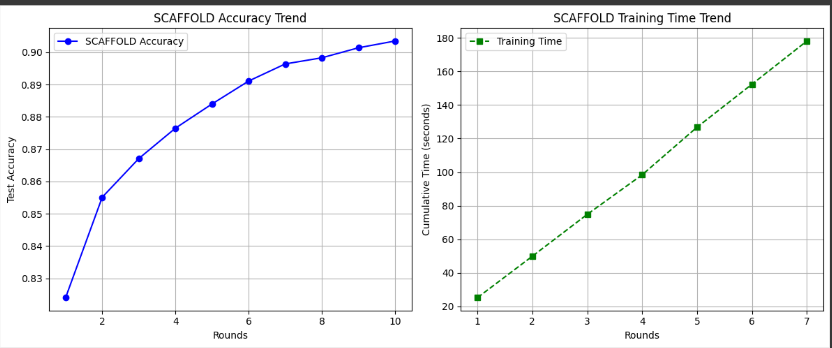 SCAFFOLD Accuracy Trend
SCAFFOLD Accuracy
0.90
0.89
0.88
0.87
0.86
0.85
0.84
0.83
Test Accuracy
2 4 6 8 10
Rounds
SCAFFOLD Training Time Trend
Training Time
180
160
140
120
100
80
60
40
20
Cumulative Time (seconds)
1 2 3 4 5 6 7
Rounds